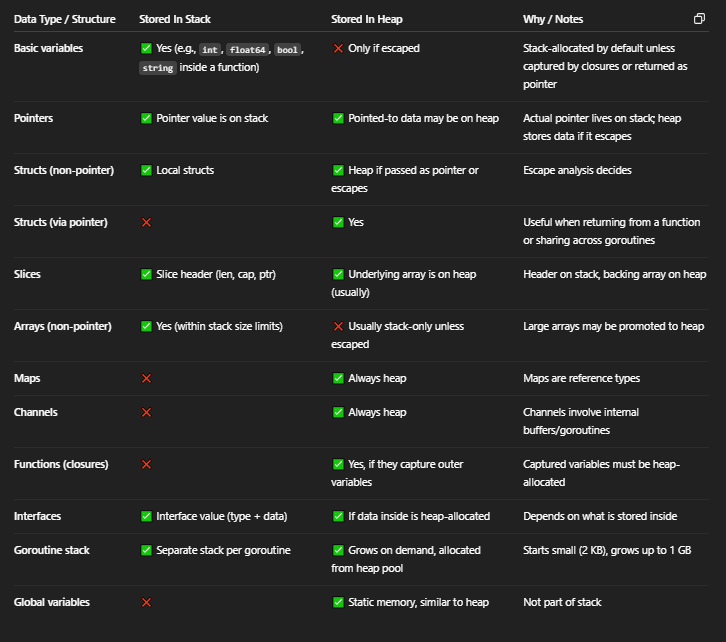 Data Type / Structure Stored In Stack Stored In Heap Why / Notes
Basic variables ✅ Yes (e.g., int, float64, bool, ❌ Only if escaped Stack-allocated by default unless
string inside a function) captured by closures or returned as
pointer
Pointers ✅ Pointer value is on stack ✅ Pointed-to data may be on heap Actual pointer lives on stack; heap
stores data if it escapes
Structs (non-pointer) ✅ Local structs ✅ Heap if passed as pointer or Escape analysis decides
escapes
Structs (via pointer) ❌ ✅ Yes Useful when returning from a function
or sharing across goroutines
Slices ✅ Slice header (len, cap, ptr) ✅ Underlying array is on heap Header on stack, backing array on heap
(usually)
Arrays (non-pointer) ✅ Yes (within stack size limits) ❌ Usually stack-only unless Large arrays may be promoted to heap
escaped
Maps ❌ ✅ Always heap Maps are reference types
Channels ❌ ✅ Always heap Channels involve internal
buffers/goroutines
Functions (closures) ❌ ✅ Yes, if they capture outer Captured variables must be heap-
variables allocated
Interfaces ✅ Interface value (type + data) ✅ If data inside is heap-allocated Depends on what is stored inside
Goroutine stack ✅ Separate stack per goroutine ✅ Grows on demand, allocated Starts small (2 KB), grows up to 1 GB
from heap pool
Global variables ❌ ✅ Static memory, similar to heap Not part of stack